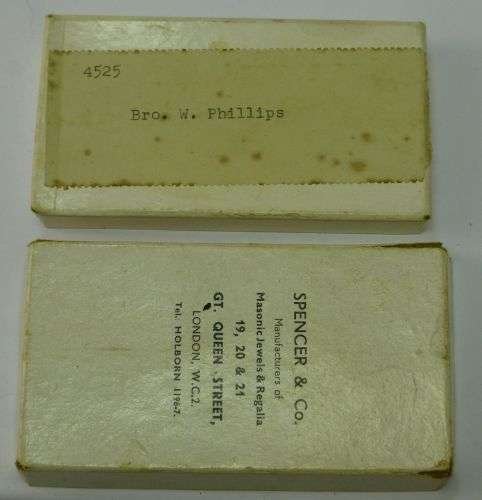 4525
Bro. W. Phillips
SPENCER & Co.
Manufacturers of
Masonic Jewels & Regalia
19, 20 & 21
GT. QUEEN STREET,
LONDON, W.C.2.
Tel. HOLBORN 1196-7.